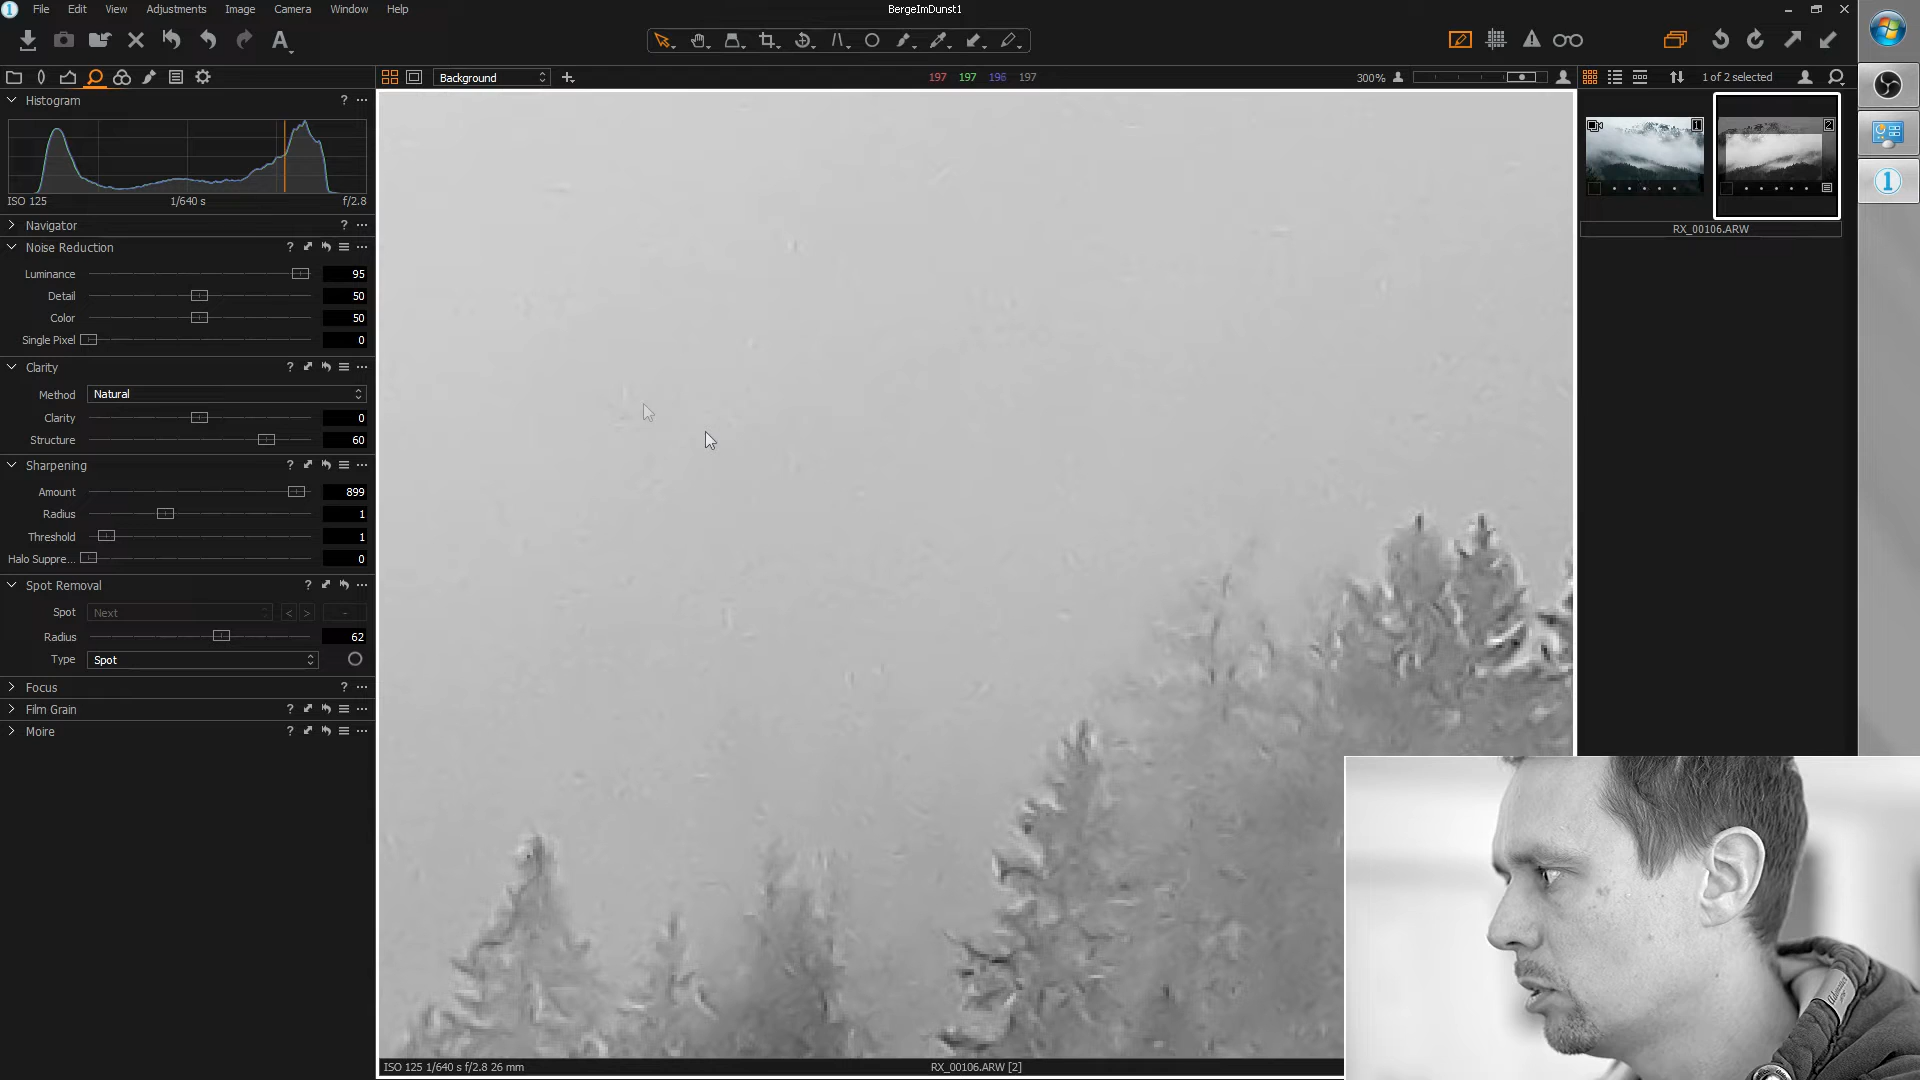 File Edit View Adjustments Image Camera Window Help
BergeImDunst1
Background
197 197 196 197
300%
1 of 2 selected
Histogram
ISO 125 1/640 s f/2.8
Navigator
Noise Reduction
Luminance 95
Detail 50
Color 50
Single Pixel 0
Clarity
Method Natural
Clarity 0
Structure 60
Sharpening
Amount 899
Radius 1
Threshold 1
Halo Suppre... 0
Spot Removal
Spot Next
Radius 62
Type Spot
Focus
Film Grain
Moire
1
2
RX_00106.ARW
ISO 125 1/640 s f/2.8 26 mm
RX_00106.ARW [2]